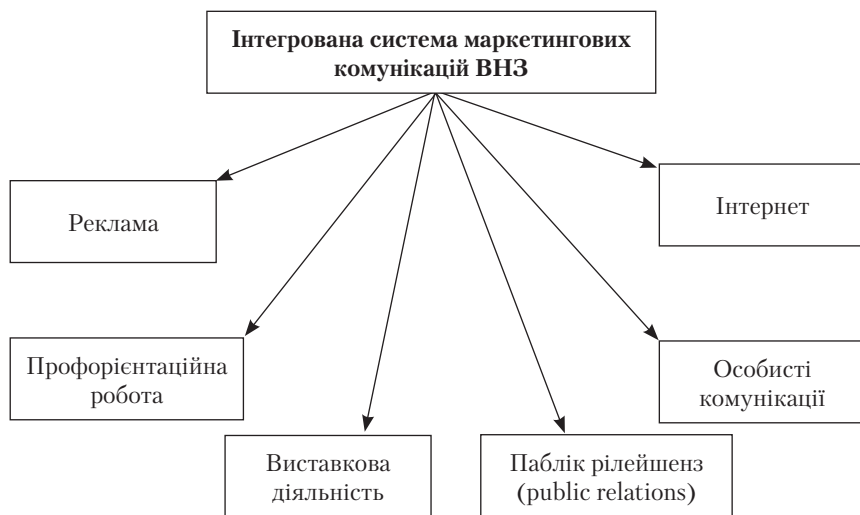 Інтегрована система маркетингових
комунікацій ВНЗ
Реклама
Інтернет
Профорієнтаційна
робота
Особисті
комунікації
Виставкова
діяльність
Паблік рілейшенз
(public relations)